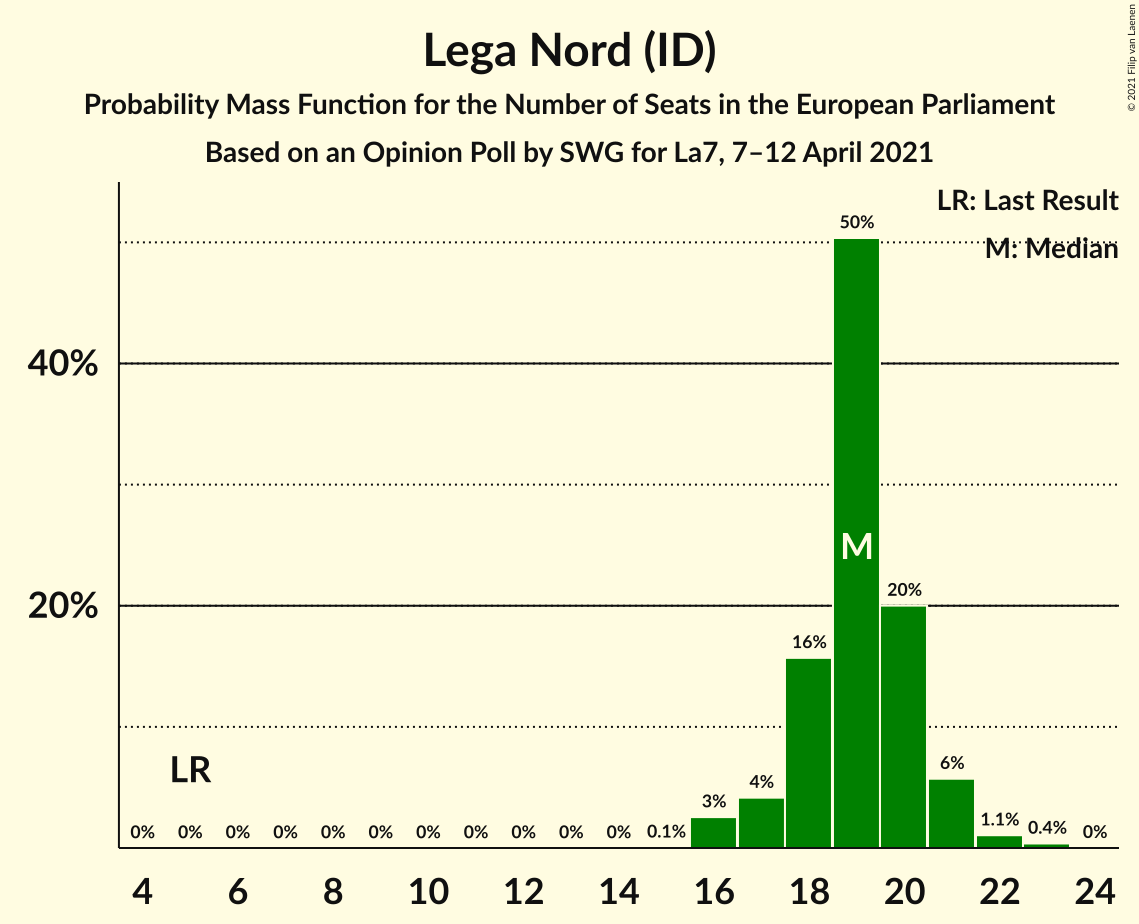 Lega Nord (ID)
Probability Mass Function for the Number of Seats in the European Parliament
Based on an Opinion Poll by SWG for La7, 7–12 April 2021
© 2021 Filip van Laenen
LR: Last Result
M: Median
50%
40%
M
20%
20%
16%
LR
6%
4%
3%
1.1%
0.4%
0% 0% 0% 0% 0% 0% 0% 0% 0% 0% 0% 0.1% 0%
4 6 8 10 12 14 16 18 20 22 24